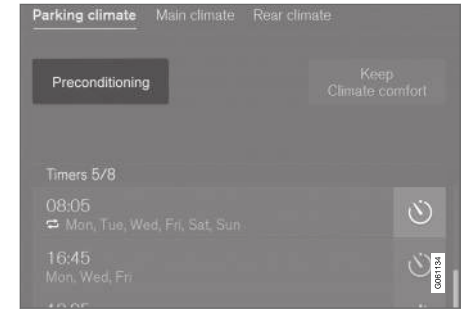 Parking climate Main climate Rear climate
Preconditioning
Keep
Climate comfort
Timers 5/8
08:05
Mon, Tue, Wed, Fri, Sat, Sun
16:45
Mon, Wed, Fri
G061134